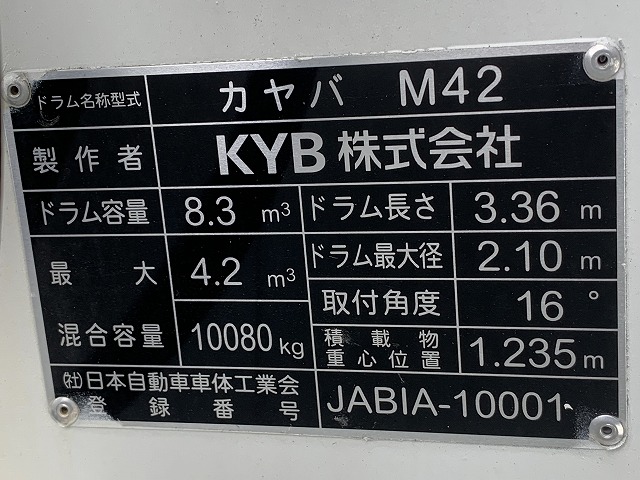 ドラム名称型式 カヤバ M42
製作者 KYB 株式会社
ドラム容量 8.3 m³ ドラム長さ 3.36 m
最大 4.2 m³ ドラム最大径 2.10 m
取付角度 16°
混合容量 10080 kg 積載物重心位置 1.235 m
(社)日本自動車車体工業会
登録番号 JABIA-10001